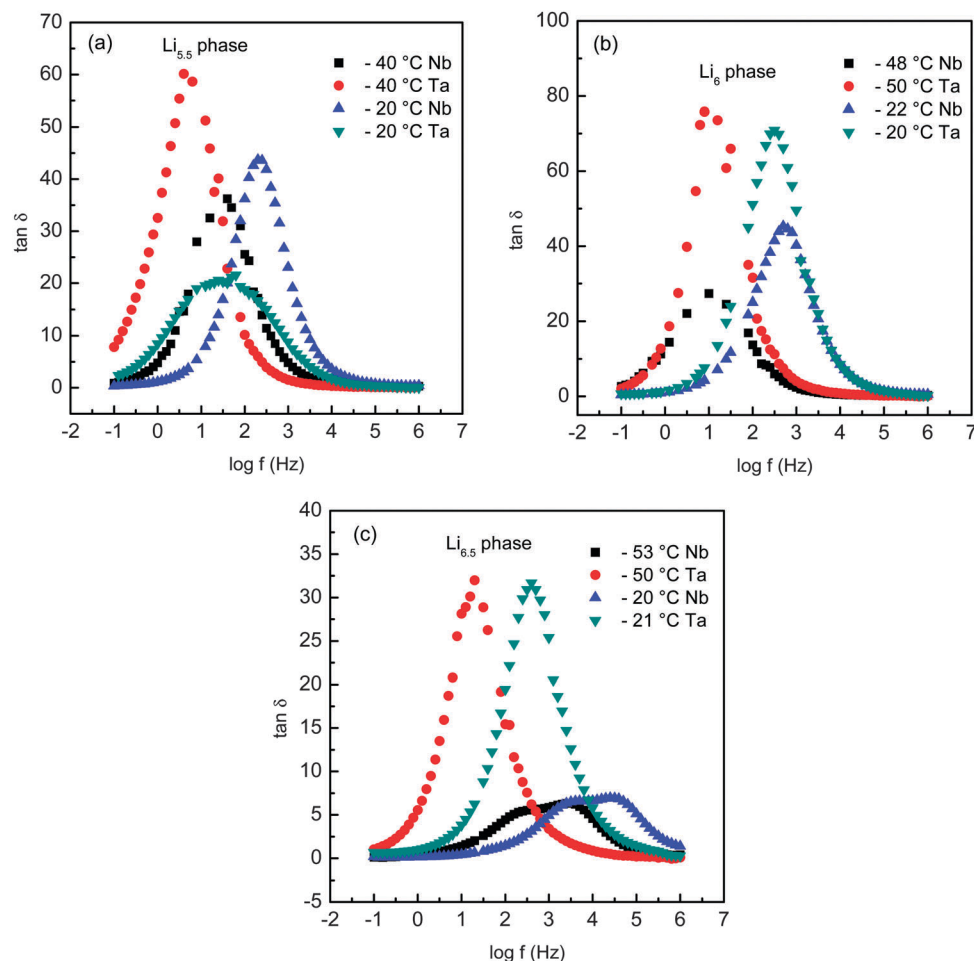 (a)
Li5.5 phase
- 40 °C Nb
- 40 °C Ta
- 20 °C Nb
- 20 °C Ta
70
60
50
40
30
20
10
0
tan δ
-2 -1 0 1 2 3 4 5 6 7
log f (Hz)
(b)
Li6 phase
- 48 °C Nb
- 50 °C Ta
- 22 °C Nb
- 20 °C Ta
100
80
60
40
20
0
tan δ
-2 -1 0 1 2 3 4 5 6 7
log f (Hz)
(c)
Li6.5 phase
- 53 °C Nb
- 50 °C Ta
- 20 °C Nb
- 21 °C Ta
40
35
30
25
20
15
10
5
0
-5
tan δ
-2 -1 0 1 2 3 4 5 6 7
log f (Hz)